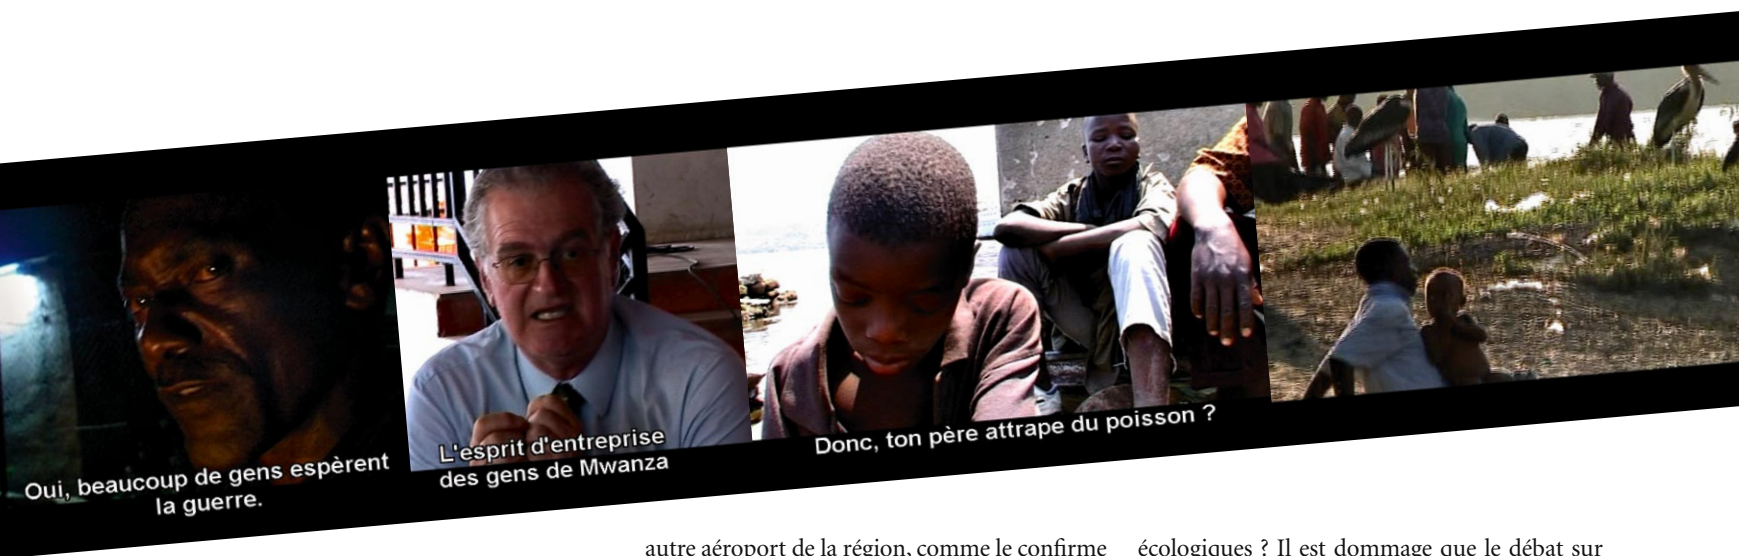 Oui, beaucoup de gens espèrent
la guerre.
L'esprit d'entreprise
des gens de Mwanza
Donc, ton père attrape du poisson ?
autre aéroport de la région, comme le confirme
écologiques ? Il est dommage que le débat sur